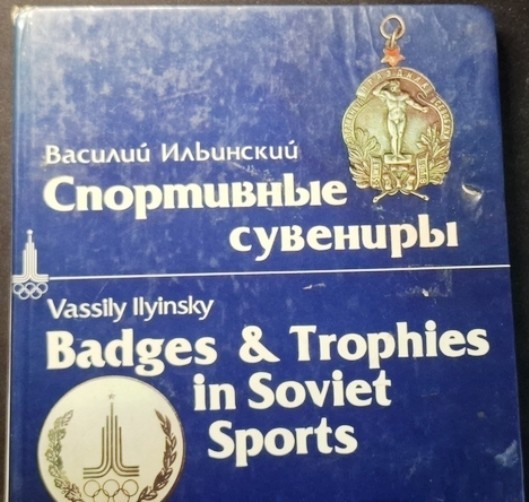 Василий Ильинский
Спортивные
сувениры
Vassily Ilyinsky
Badges & Trophies
in Soviet
Sports